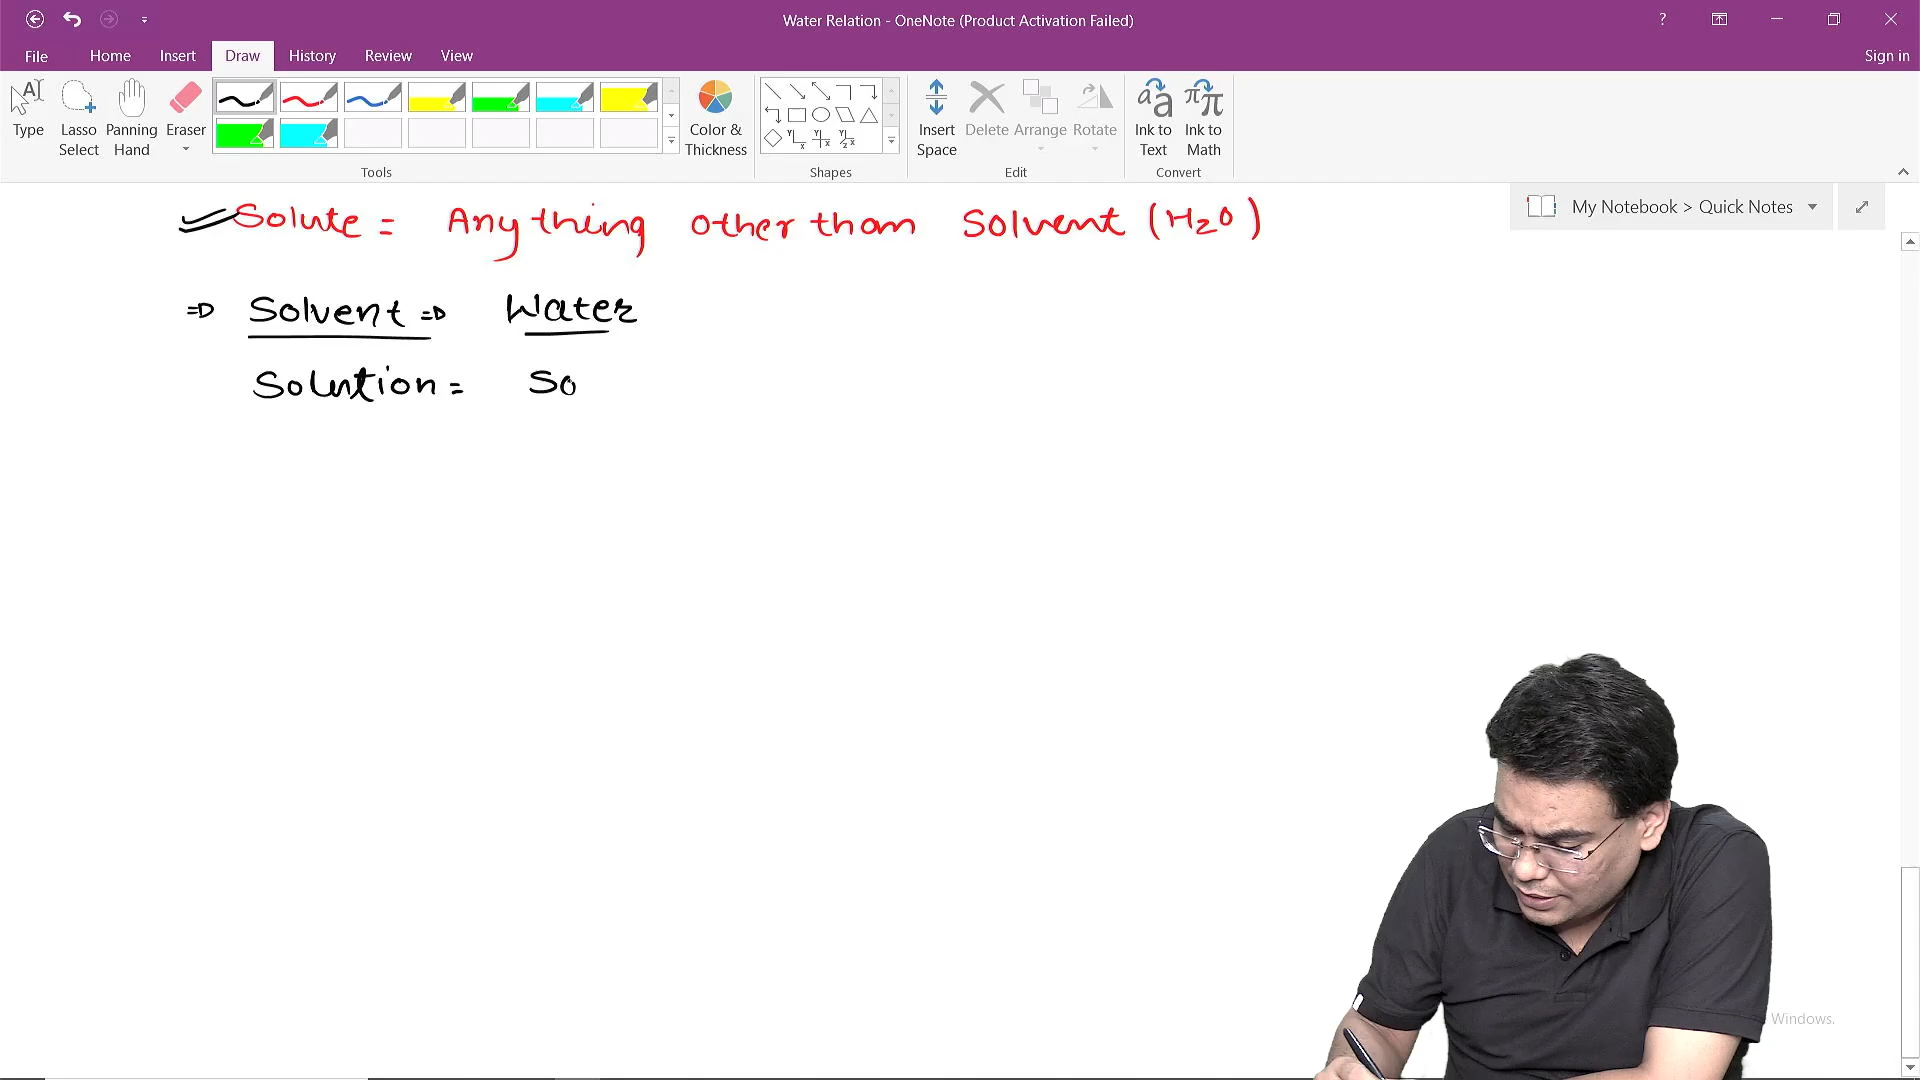 Water Relation - OneNote (Product Activation Failed)
?
File Home Insert Draw History Review View
Sign in
Type
Lasso Select
Panning Hand
Eraser
Color & Thickness
Insert Space
Delete
Arrange
Rotate
Ink to Text
Ink to Math
Tools
Shapes
Edit
Convert
My Notebook > Quick Notes
Solute = Anything other than Solvent (H2O)
⇒ Solvent ⇒ Water
Solution = So
Windows.